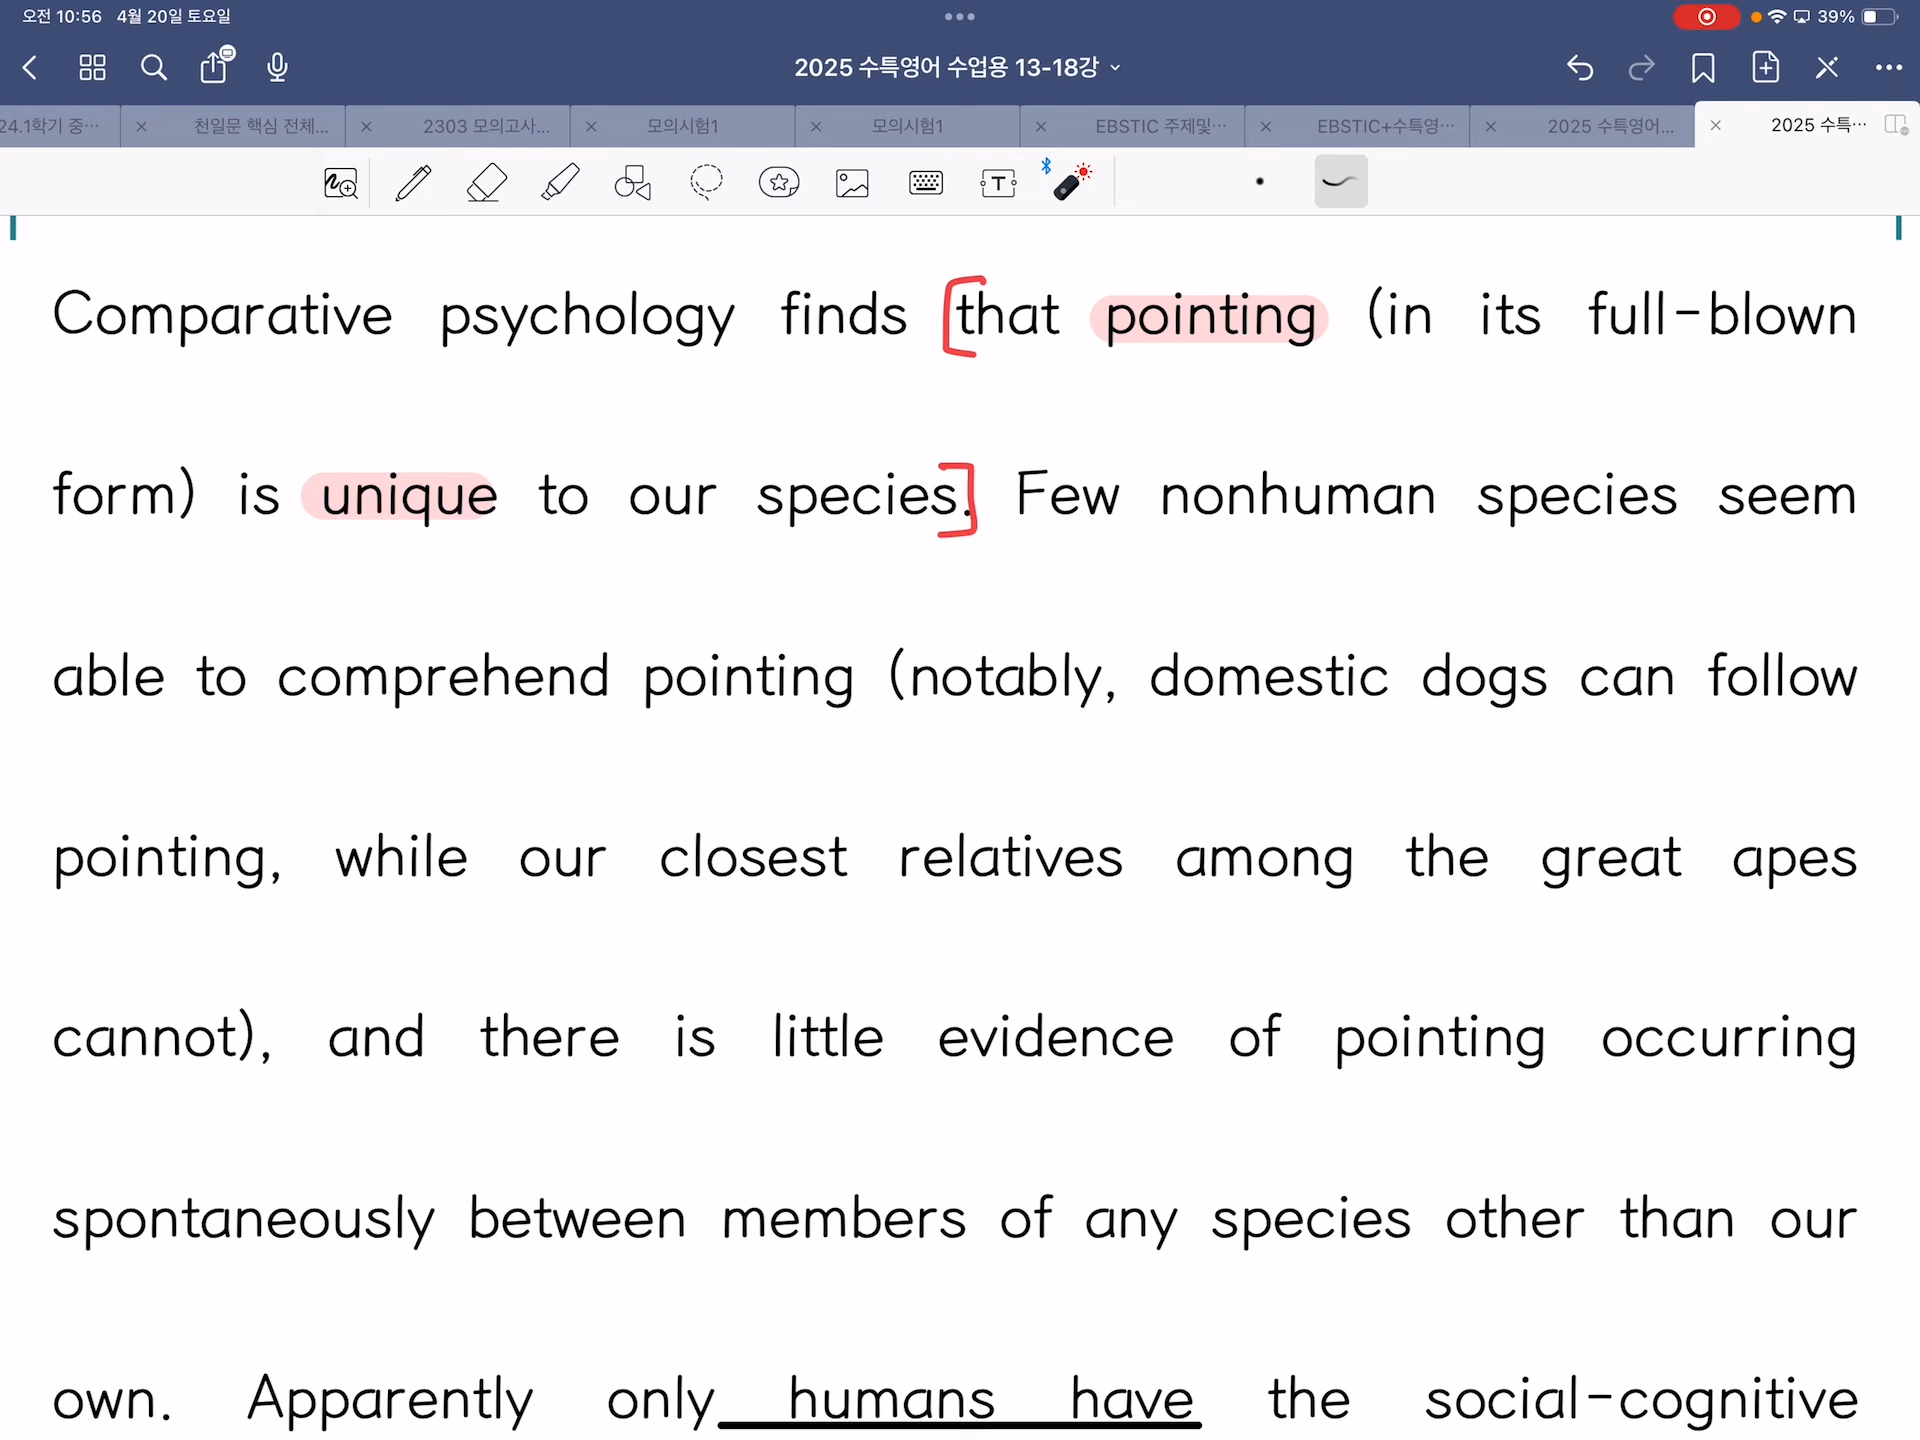 오전 10:56 4월 20일 토요일
39%
2025 수특영어 수업용 13-18강
24.1학기 중…
천일문 핵심 전체...
2303 모의고사...
모의시험1
모의시험1
EBSTIC 주제및…
EBSTIC+수특영…
2025 수특영어...
2025 수특…
Comparative psychology finds [that pointing (in its full-blown
form) is unique to our species.] Few nonhuman species seem
able to comprehend pointing (notably, domestic dogs can follow
pointing, while our closest relatives among the great apes
cannot), and there is little evidence of pointing occurring
spontaneously between members of any species other than our
own. Apparently only humans have the social-cognitive